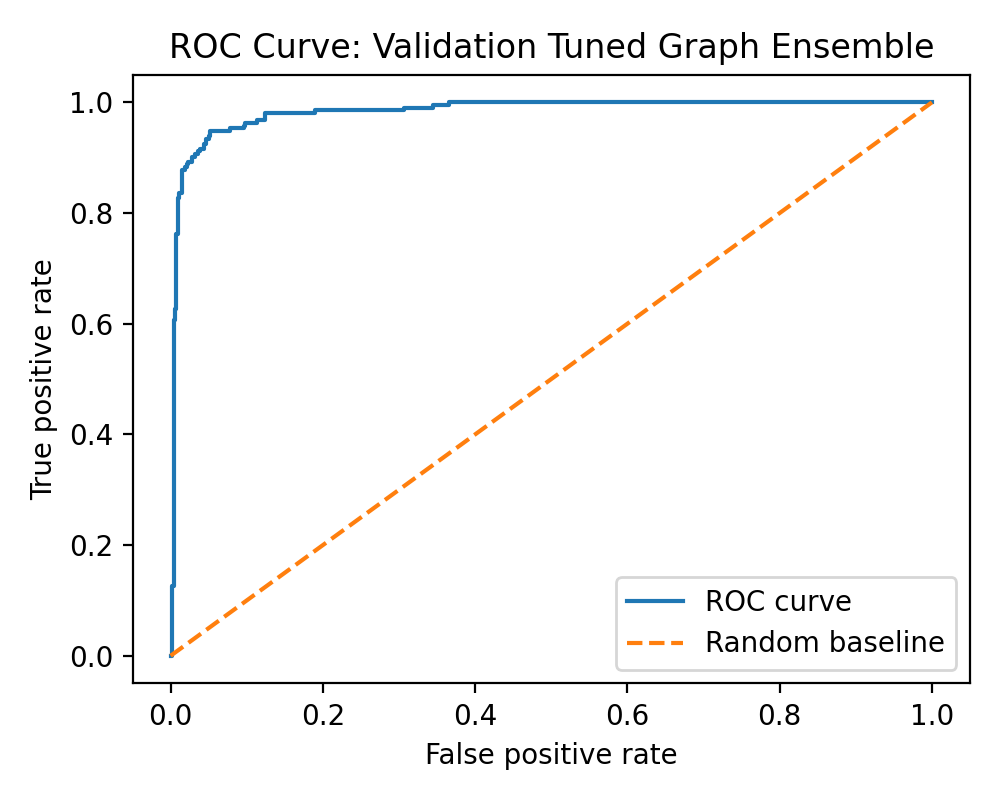 ROC Curve: Validation Tuned Graph Ensemble
1.0
0.8
0.6
0.4
0.2
0.0
True positive rate
0.0 0.2 0.4 0.6 0.8 1.0
False positive rate
ROC curve
Random baseline